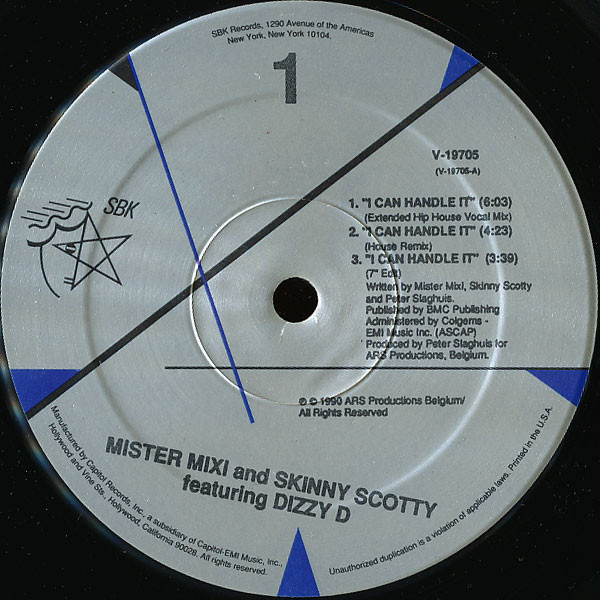 SBK Records, 1290 Avenue of the Americas
New York, New York 10104.
1
V-19705
(V-19705-A)
SBK
1. "I CAN HANDLE IT" (6:03)
(Extended Hip House Vocal Mix)
2. "I CAN HANDLE IT" (4:23)
(House Remix)
3. "I CAN HANDLE IT" (3:39)
(7" Edit)
Written by Mister Mixi, Skinny Scotty
and Peter Slaghuis.
Published by BMC Publishing
Administered by Colgems -
EMI Music Inc. (ASCAP)
Produced by Peter Slaghuis for
ARS Productions, Belgium.
℗ © 1990 ARS Productions Belgium/
All Rights Reserved
MISTER MIXI and SKINNY SCOTTY
featuring DIZZY D
Manufactured by Capitol Records, Inc., a subsidiary of Capitol-EMI Music, Inc.,
Hollywood and Vine Sts., Hollywood,
California 90028. All rights reserved.
Unauthorized duplication is a violation of applicable laws. Printed in the U.S.A.